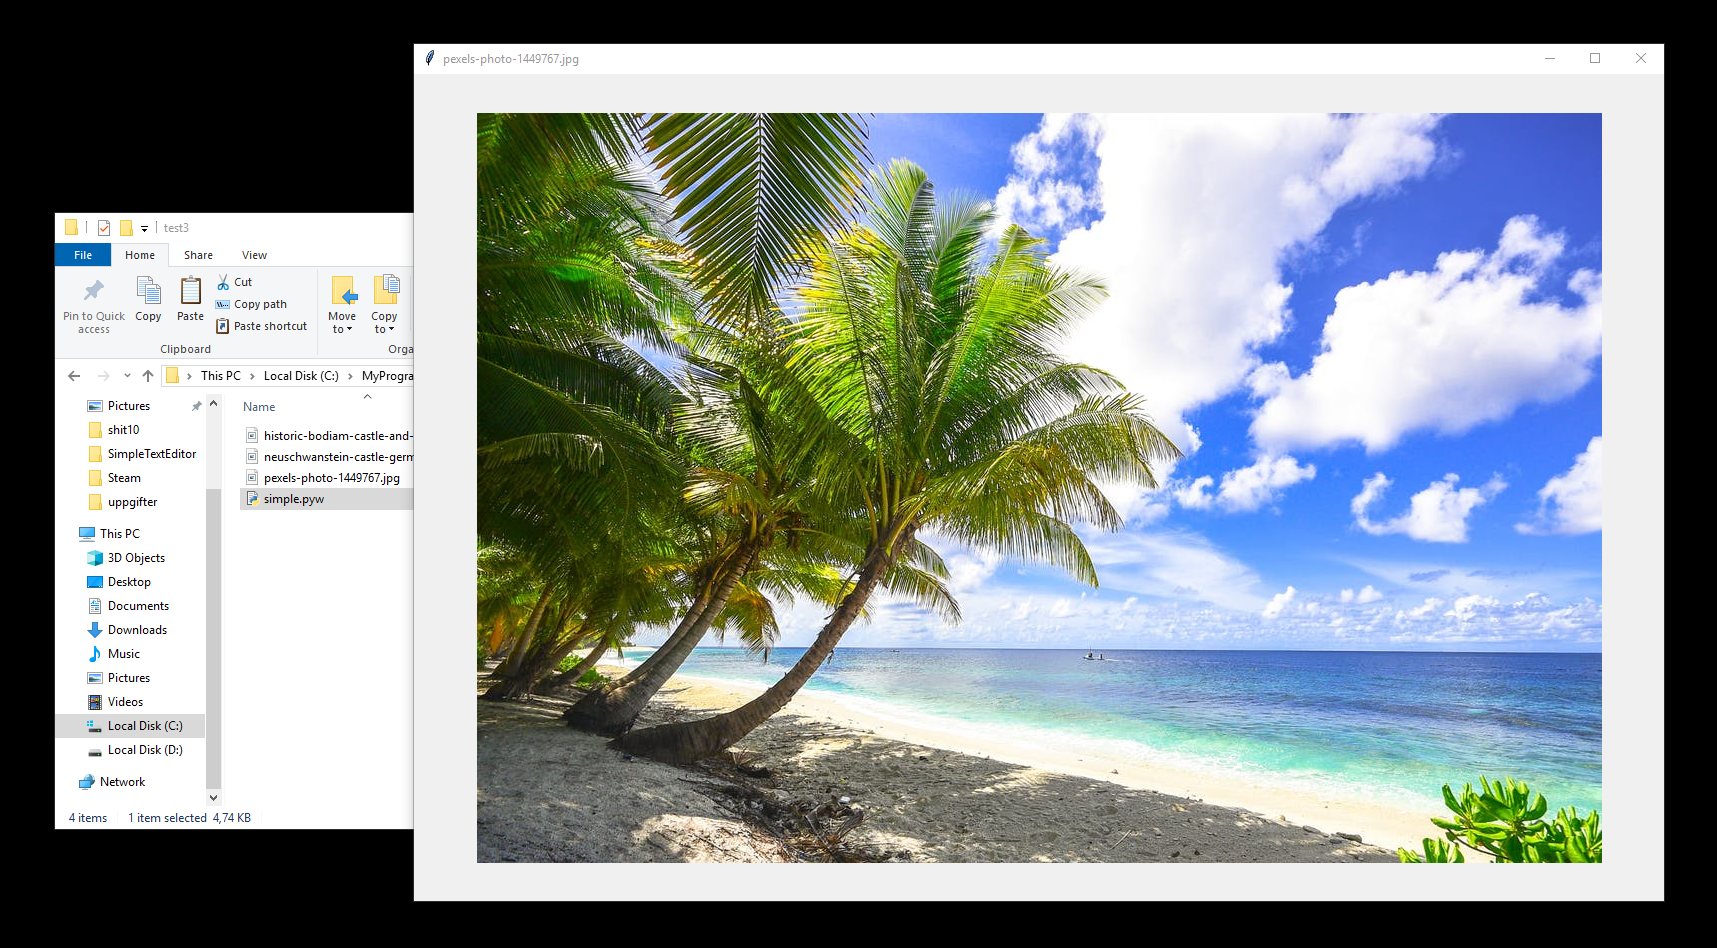 pexels-photo-1449767.jpg
test3
File Home Share View
Pin to Quick access
Copy
Paste
Cut
Copy path
Paste shortcut
Move to
Copy to
Clipboard
Orga
This PC > Local Disk (C:) > MyProgra
Pictures
shit10
SimpleTextEditor
Steam
uppgifter
This PC
3D Objects
Desktop
Documents
Downloads
Music
Pictures
Videos
Local Disk (C:)
Local Disk (D:)
Network
Name
historic-bodiam-castle-and-
neuschwanstein-castle-germ
pexels-photo-1449767.jpg
simple.pyw
4 items 1 item selected 4,74 KB